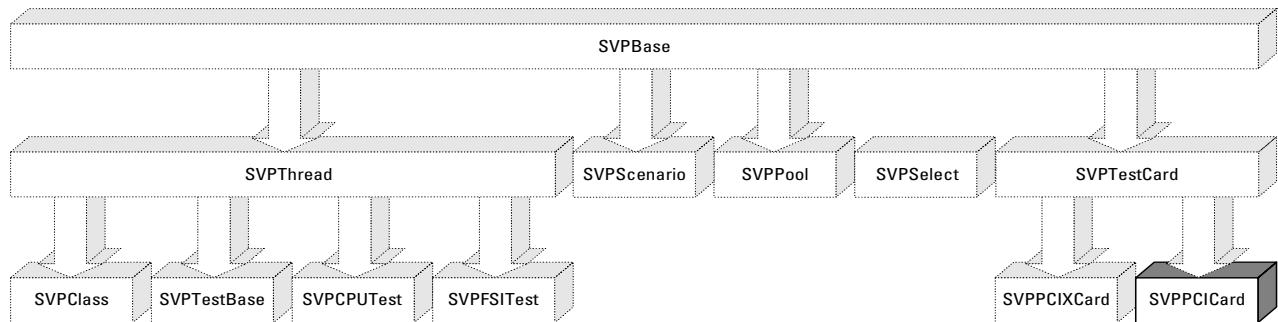 SVPBase
SVPThread
SVPScenario
SVPPool
SVPSelect
SVPTestCard
SVPClass
SVPTestBase
SVPCPUTest
SVPFSITest
SVPPCIXCard
SVPPCICard